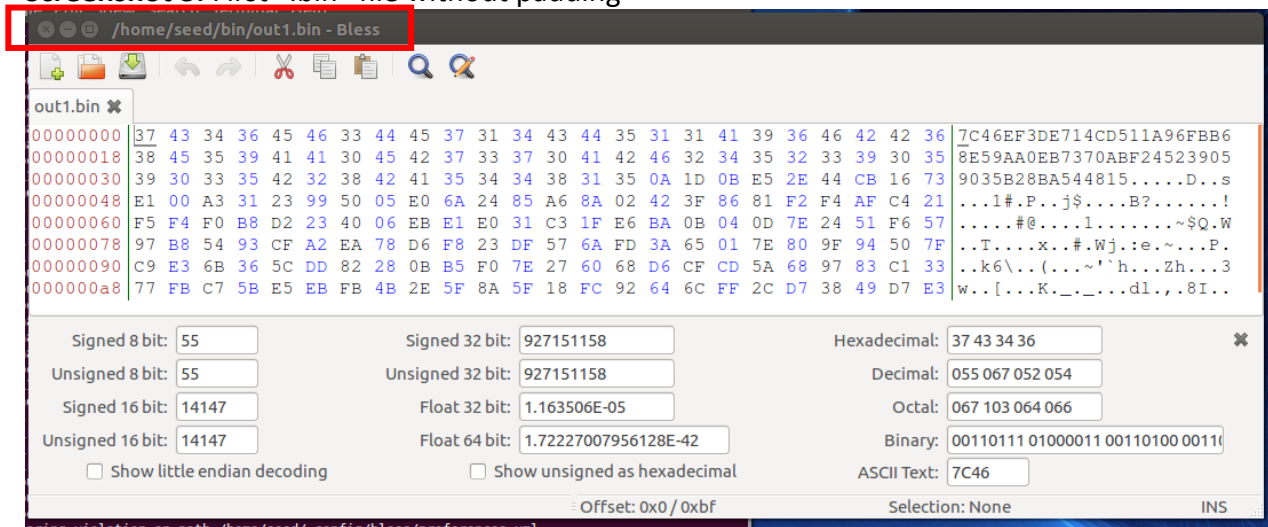 /home/seed/bin/out1.bin - Bless
out1.bin
00000000 37 43 34 36 45 46 33 44 45 37 31 34 43 44 35 31 31 41 39 36 46 42 42 36 7C46EF3DE714CD511A96FBB6
00000018 38 45 35 39 41 41 30 45 42 37 33 37 30 41 42 46 32 34 35 32 33 39 30 35 8E59AA0EB7370ABF24523905
00000030 39 30 33 35 42 32 38 42 41 35 34 34 38 31 35 0A 1D 0B E5 2E 44 CB 16 73 9035B28BA544815.....D..s
00000048 E1 00 A3 31 23 99 50 05 E0 6A 24 85 A6 8A 02 42 3F 86 81 F2 F4 AF C4 21 ...1#.P..j$....B?......!
00000060 F5 F4 F0 B8 D2 23 40 06 EB E1 E0 31 C3 1F E6 BA 0B 04 0D 7E 24 51 F6 57 .....#@....1.......~$Q.W
00000078 97 B8 54 93 CF A2 EA 78 D6 F8 23 DF 57 6A FD 3A 65 01 7E 80 9F 94 50 7F ..T....x..#.Wj.:e.~...P.
00000090 C9 E3 6B 36 5C DD 82 28 0B B5 F0 7E 27 60 68 D6 CF CD 5A 68 97 83 C1 33 ..k6\..(...~'`h...Zh...3
000000a8 77 FB C7 5B E5 EB FB 4B 2E 5F 8A 5F 18 FC 92 64 6C FF 2C D7 38 49 D7 E3 w..[...K._._...dl.,.8I..
Signed 8 bit: 55 Signed 32 bit: 927151158 Hexadecimal: 37 43 34 36
Unsigned 8 bit: 55 Unsigned 32 bit: 927151158 Decimal: 055 067 052 054
Signed 16 bit: 14147 Float 32 bit: 1.163506E-05 Octal: 067 103 064 066
Unsigned 16 bit: 14147 Float 64 bit: 1.72227007956128E-42 Binary: 00110111 01000011 00110100 0011
Show little endian decoding Show unsigned as hexadecimal ASCII Text: 7C46
Offset: 0x0 / 0xbf Selection: None INS